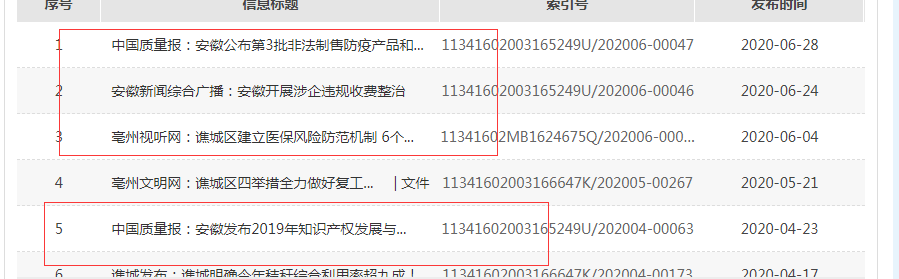 序号 信息标题 索引号 发布时间
1 中国质量报：安徽公布第3批非法制售防疫产品和... 11341602003165249U/202006-00047 2020-06-28
2 安徽新闻综合广播：安徽开展涉企违规收费整治 11341602003165249U/202006-00046 2020-06-24
3 亳州视听网：谯城区建立医保风险防范机制 6个... 11341602MB1624675Q/202006-000... 2020-06-04
4 亳州文明网：谯城区四举措全力做好复工... | 文件 11341602003166647K/202005-00267 2020-05-21
5 中国质量报：安徽发布2019年知识产权发展与... 11341602003165249U/202004-00063 2020-04-23
6 谯城发布：谯城明确今年秸秆综合利用率超九成！ 11341602003166647K/202004-00173 2020-04-17